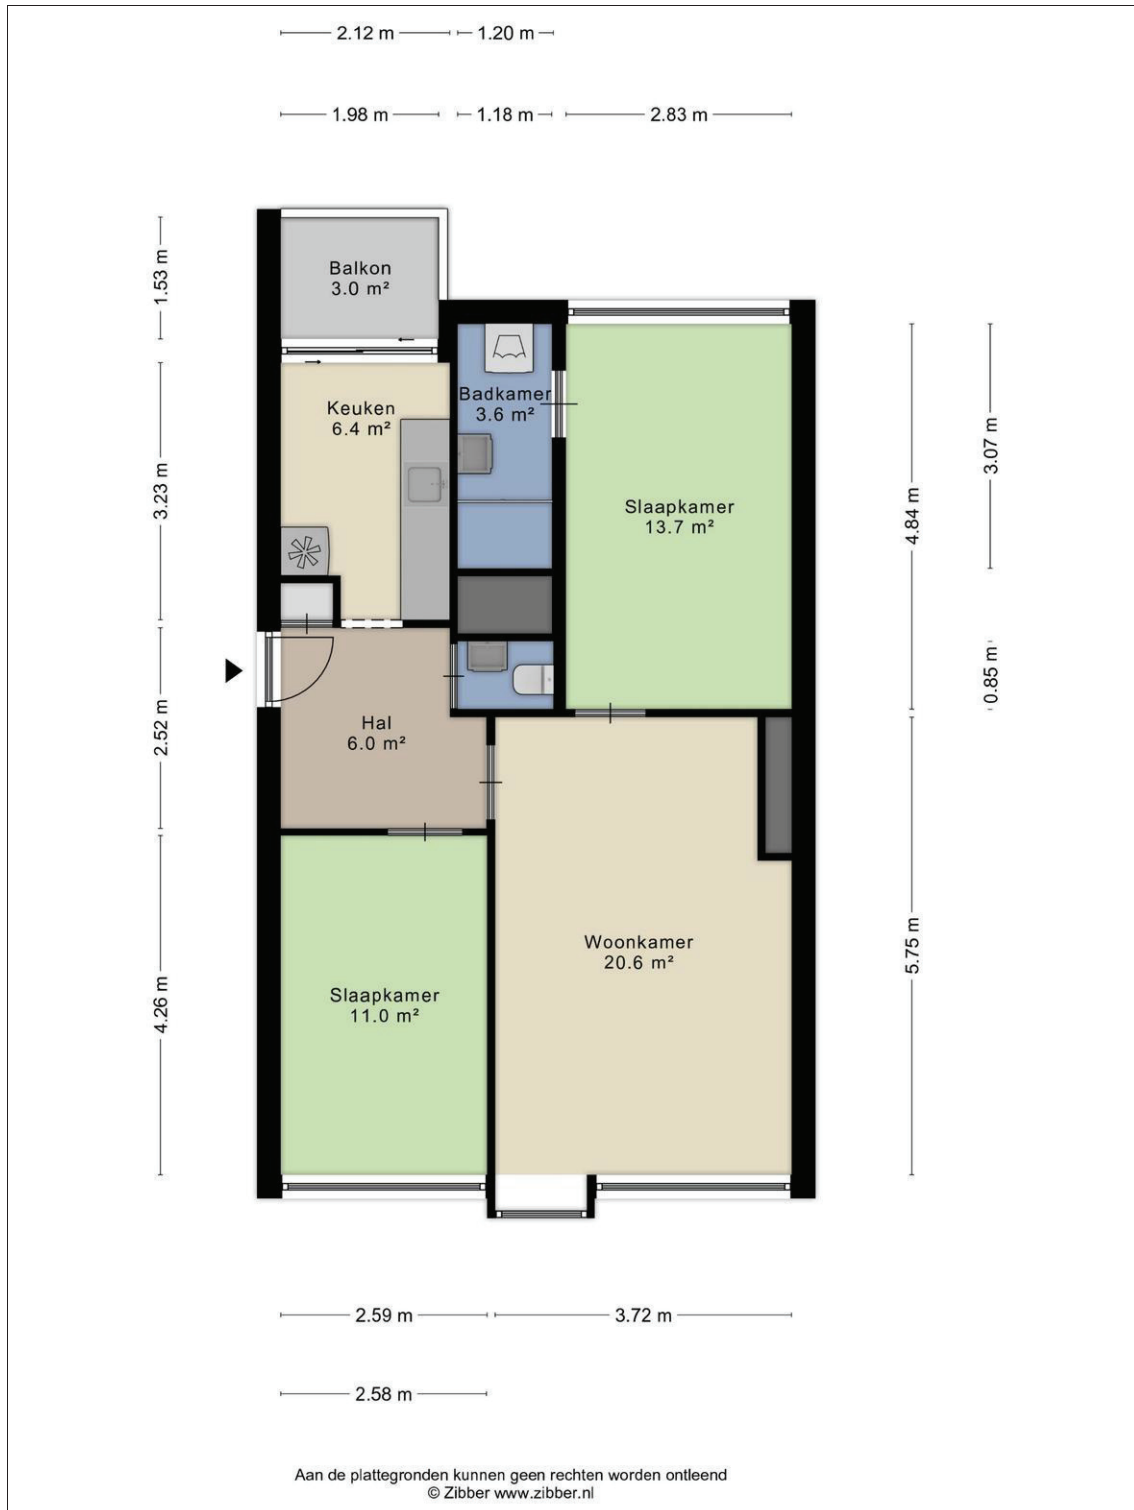 2.12 m 1.20 m
1.98 m 1.18 m 2.83 m
1.53 m
Balkon
3.0 m²
3.23 m
Keuken
6.4 m²
Badkamer
3.6 m²
Slaapkamer
13.7 m²
4.84 m
3.07 m
0.85 m
2.52 m
Hal
6.0 m²
4.26 m
Slaapkamer
11.0 m²
Woonkamer
20.6 m²
5.75 m
2.59 m 3.72 m
2.58 m
Aan de plattegronden kunnen geen rechten worden ontleend
© Zibber www.zibber.nl